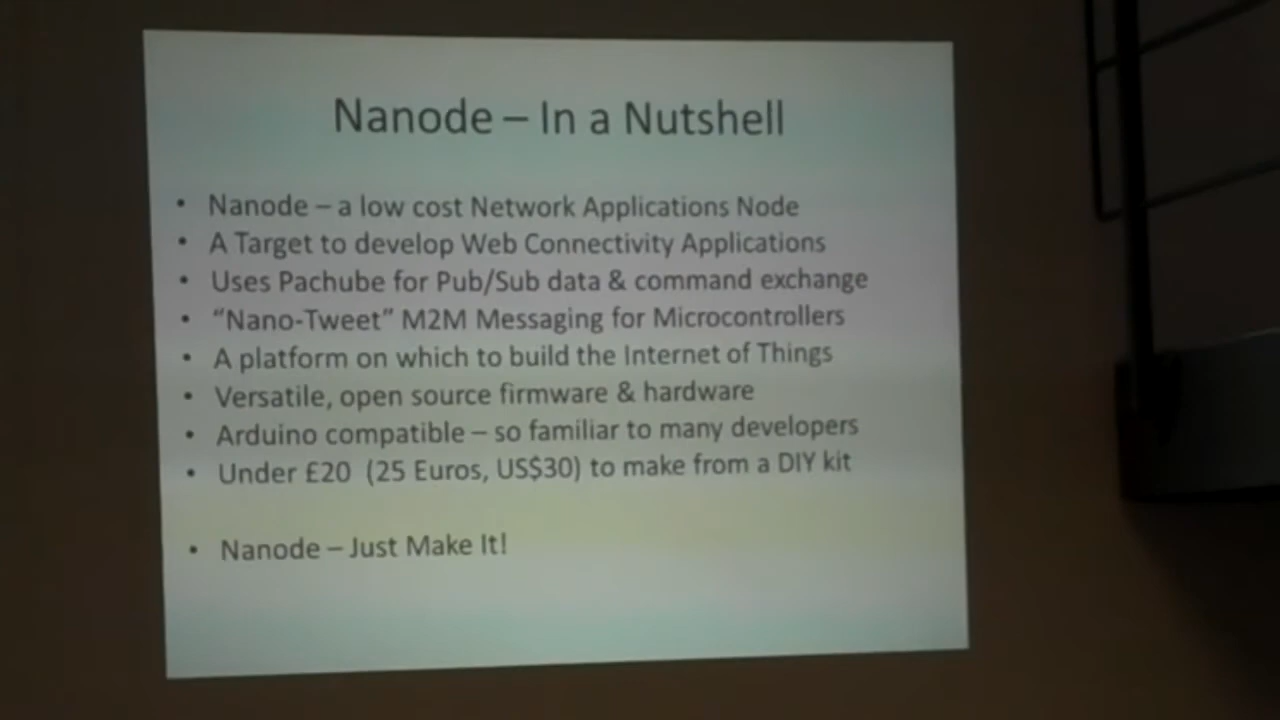 Nanode – In a Nutshell
• Nanode – a low cost Network Applications Node
• A Target to develop Web Connectivity Applications
• Uses Pachube for Pub/Sub data & command exchange
• “Nano-Tweet” M2M Messaging for Microcontrollers
• A platform on which to build the Internet of Things
• Versatile, open source firmware & hardware
• Arduino compatible – so familiar to many developers
• Under £20 (25 Euros, US$30) to make from a DIY kit
• Nanode – Just Make It!